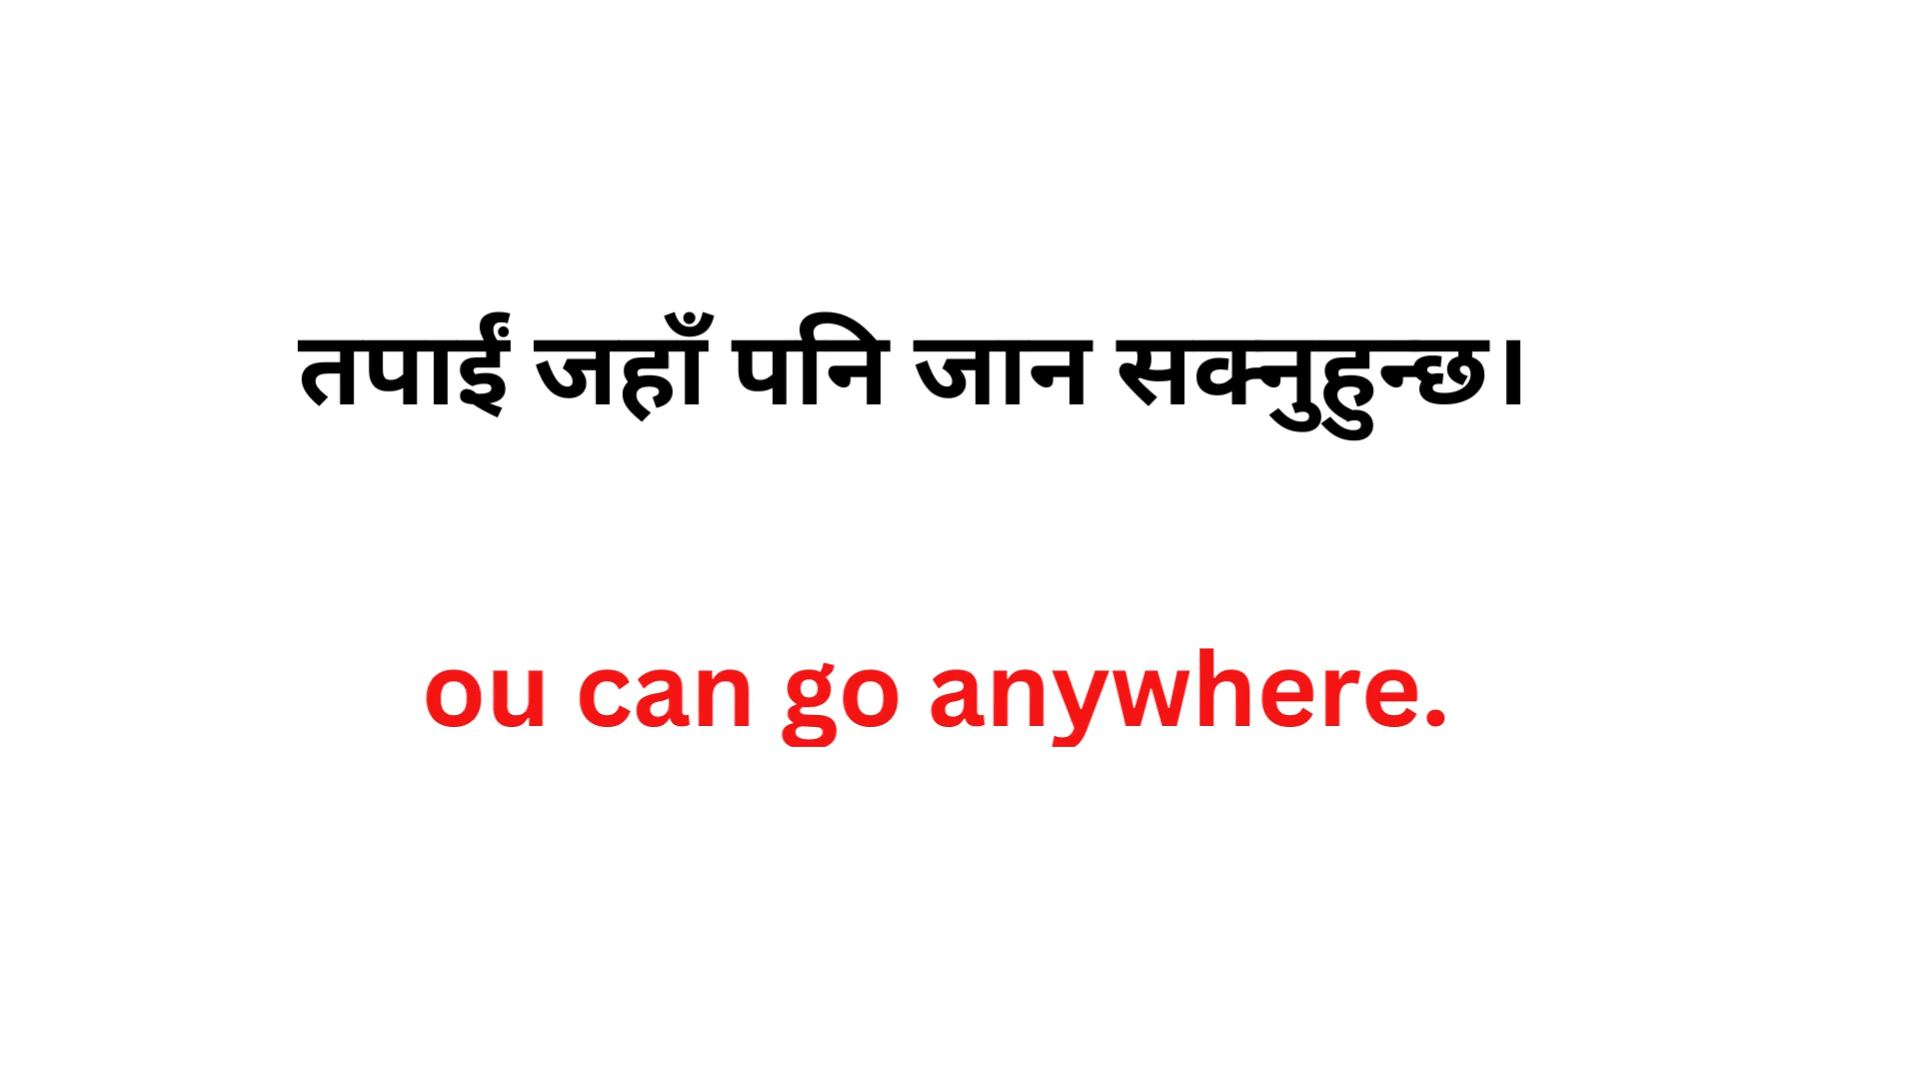 तपाईं जहाँ पनि जान सक्नुहुन्छ।
ou can go anywhere.